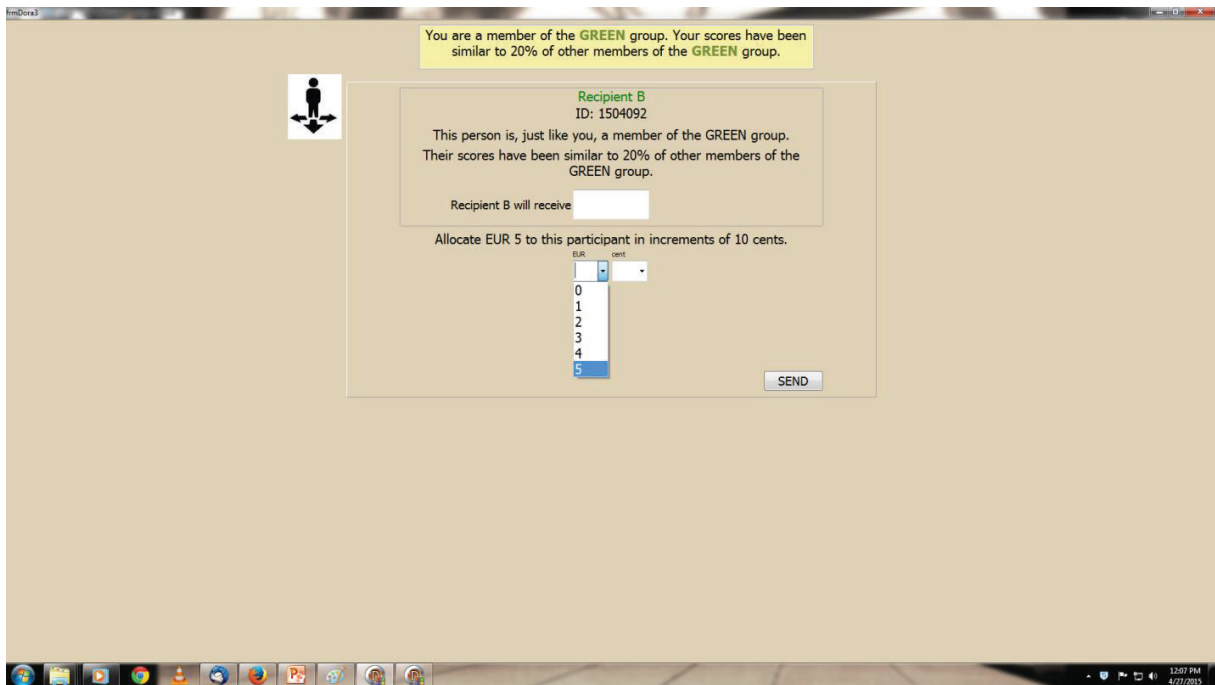 frmDora3
You are a member of the GREEN group. Your scores have been
similar to 20% of other members of the GREEN group.
Recipient B
ID: 1504092
This person is, just like you, a member of the GREEN group.
Their scores have been similar to 20% of other members of the
GREEN group.
Recipient B will receive
Allocate EUR 5 to this participant in increments of 10 cents.
EUR cent
0
1
2
3
4
5
SEND
12:07 PM
4/27/2015